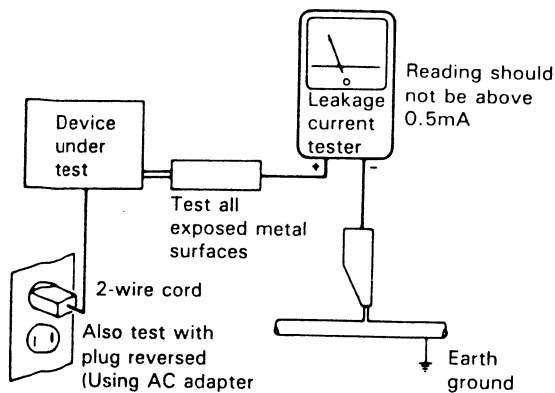 Leakage
current
tester
+
-
Reading should
not be above
0.5mA
Device
under
test
Test all
exposed metal
surfaces
2-wire cord
Also test with
plug reversed
(Using AC adapter
Earth
ground